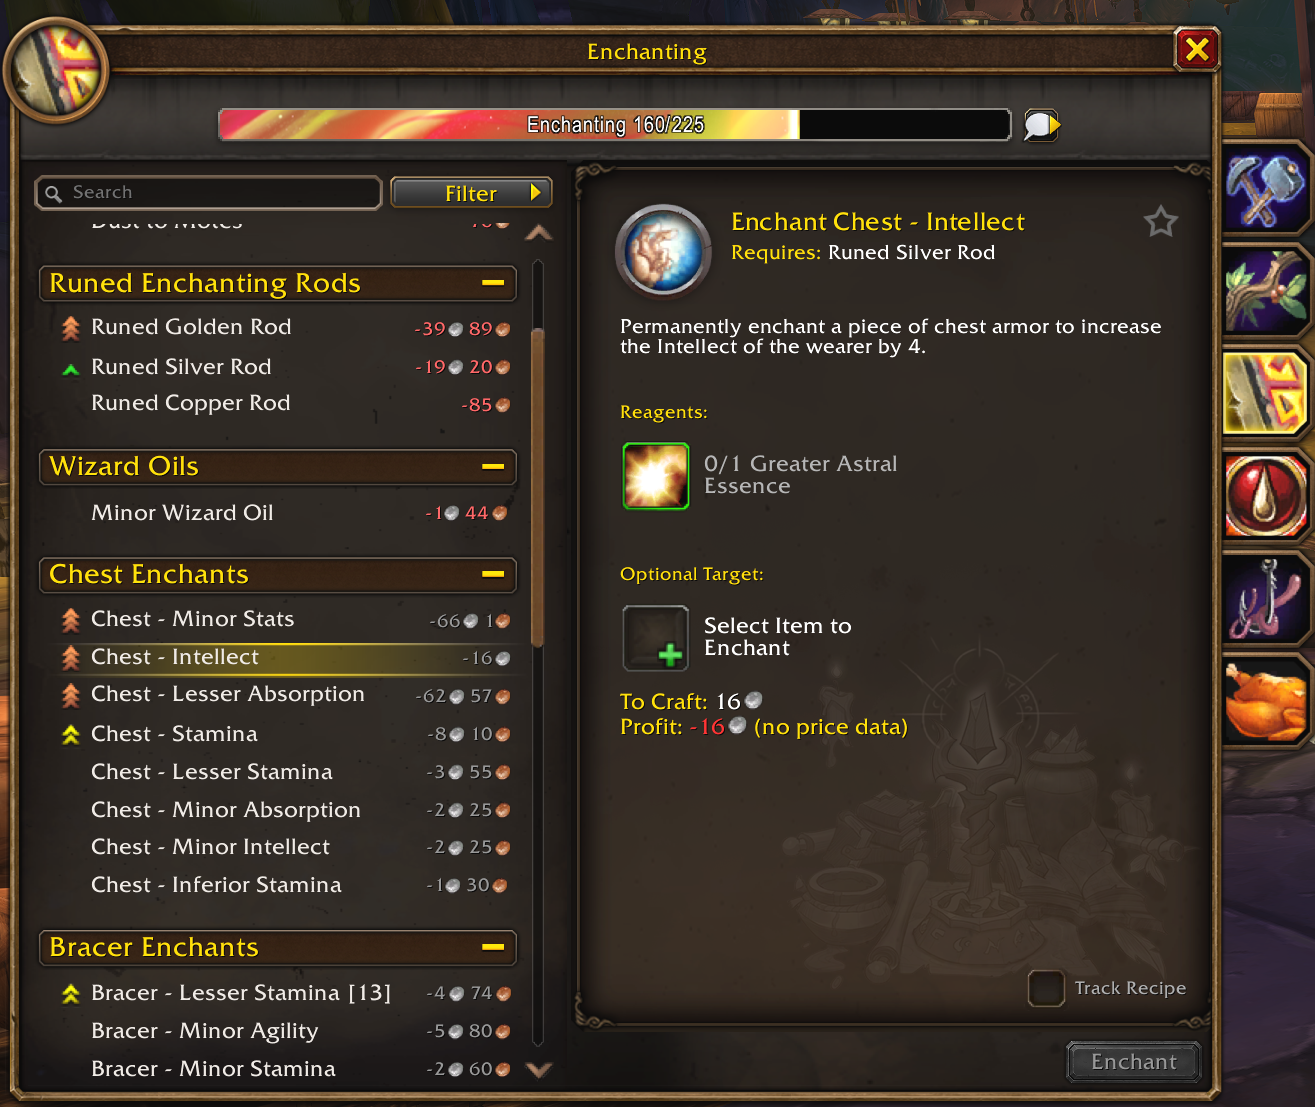 Enchanting
Enchanting 160/225
Search
Filter
Dust to Motes
Runed Enchanting Rods
Runed Golden Rod -39 89
Runed Silver Rod -19 20
Runed Copper Rod -85
Wizard Oils
Minor Wizard Oil -1 44
Chest Enchants
Chest - Minor Stats -66 1
Chest - Intellect -16
Chest - Lesser Absorption -62 57
Chest - Stamina -8 10
Chest - Lesser Stamina -3 55
Chest - Minor Absorption -2 25
Chest - Minor Intellect -2 25
Chest - Inferior Stamina -1 30
Bracer Enchants
Bracer - Lesser Stamina [13] -4 74
Bracer - Minor Agility -5 80
Bracer - Minor Stamina -2 60
Enchant Chest - Intellect
Requires: Runed Silver Rod
Permanently enchant a piece of chest armor to increase
the Intellect of the wearer by 4.
Reagents:
0/1 Greater Astral
Essence
Optional Target:
Select Item to
Enchant
To Craft: 16
Profit: -16 (no price data)
Track Recipe
Enchant